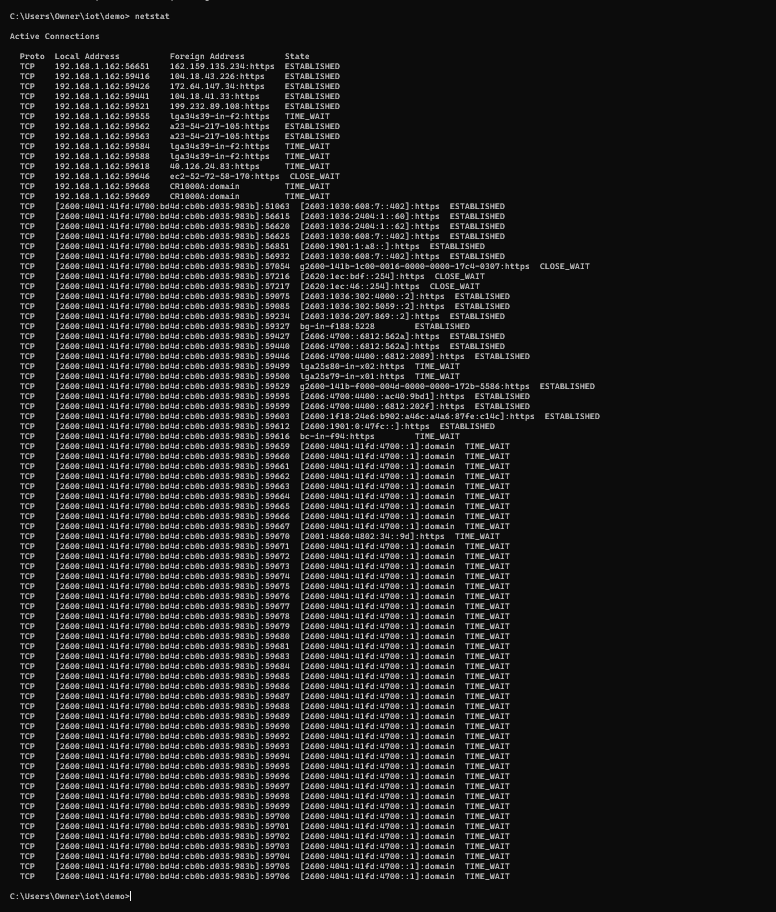 C:\Users\Owner\iot\demo> netstat
Active Connections
Proto Local Address Foreign Address State
TCP 192.168.1.162:56651 162.159.135.234:https ESTABLISHED
TCP 192.168.1.162:59416 104.18.43.226:https ESTABLISHED
TCP 192.168.1.162:59426 172.64.147.34:https ESTABLISHED
TCP 192.168.1.162:59441 104.18.41.33:https ESTABLISHED
TCP 192.168.1.162:59521 199.232.89.108:https ESTABLISHED
TCP 192.168.1.162:59555 lga34s39-in-f2:https TIME_WAIT
TCP 192.168.1.162:59562 a23-54-217-105:https ESTABLISHED
TCP 192.168.1.162:59563 a23-54-217-105:https ESTABLISHED
TCP 192.168.1.162:59584 lga34s39-in-f2:https TIME_WAIT
TCP 192.168.1.162:59588 lga34s39-in-f2:https TIME_WAIT
TCP 192.168.1.162:59618 40.126.24.83:https TIME_WAIT
TCP 192.168.1.162:59646 ec2-52-72-58-170:https CLOSE_WAIT
TCP 192.168.1.162:59668 CR1000A:domain TIME_WAIT
TCP 192.168.1.162:59669 CR1000A:domain TIME_WAIT
TCP [2600:4041:41fd:4700:bd4d:cb0b:d035:983b]:51063 [2603:1030:608:7::402]:https ESTABLISHED
TCP [2600:4041:41fd:4700:bd4d:cb0b:d035:983b]:56615 [2603:1036:2404:1::60]:https ESTABLISHED
TCP [2600:4041:41fd:4700:bd4d:cb0b:d035:983b]:56620 [2603:1036:2404:1::62]:https ESTABLISHED
TCP [2600:4041:41fd:4700:bd4d:cb0b:d035:983b]:56625 [2603:1030:608:7::402]:https ESTABLISHED
TCP [2600:4041:41fd:4700:bd4d:cb0b:d035:983b]:56851 [2600:1901:1:a8::]:https ESTABLISHED
TCP [2600:4041:41fd:4700:bd4d:cb0b:d035:983b]:56932 [2603:1030:608:7::402]:https ESTABLISHED
TCP [2600:4041:41fd:4700:bd4d:cb0b:d035:983b]:57054 g2600-141b-1c00-0016-0000-0000-17c4-0307:https CLOSE_WAIT
TCP [2600:4041:41fd:4700:bd4d:cb0b:d035:983b]:57216 [2620:1ec:bdf::254]:https CLOSE_WAIT
TCP [2600:4041:41fd:4700:bd4d:cb0b:d035:983b]:57217 [2620:1ec:46::254]:https CLOSE_WAIT
TCP [2600:4041:41fd:4700:bd4d:cb0b:d035:983b]:59075 [2603:1036:302:4000::2]:https ESTABLISHED
TCP [2600:4041:41fd:4700:bd4d:cb0b:d035:983b]:59085 [2603:1036:302:5059::2]:https ESTABLISHED
TCP [2600:4041:41fd:4700:bd4d:cb0b:d035:983b]:59234 [2603:1036:207:869::2]:https ESTABLISHED
TCP [2600:4041:41fd:4700:bd4d:cb0b:d035:983b]:59327 bg-in-f188:5228 ESTABLISHED
TCP [2600:4041:41fd:4700:bd4d:cb0b:d035:983b]:59427 [2606:4700::6812:562a]:https ESTABLISHED
TCP [2600:4041:41fd:4700:bd4d:cb0b:d035:983b]:59440 [2606:4700::6812:562a]:https ESTABLISHED
TCP [2600:4041:41fd:4700:bd4d:cb0b:d035:983b]:59446 [2606:4700:4400::6812:2089]:https ESTABLISHED
TCP [2600:4041:41fd:4700:bd4d:cb0b:d035:983b]:59499 lga25s80-in-x02:https TIME_WAIT
TCP [2600:4041:41fd:4700:bd4d:cb0b:d035:983b]:59500 lga25s79-in-x01:https TIME_WAIT
TCP [2600:4041:41fd:4700:bd4d:cb0b:d035:983b]:59529 g2600-141b-f000-004d-0000-0000-172b-5586:https ESTABLISHED
TCP [2600:4041:41fd:4700:bd4d:cb0b:d035:983b]:59595 [2606:4700:4400::ac40:9bd1]:https ESTABLISHED
TCP [2600:4041:41fd:4700:bd4d:cb0b:d035:983b]:59599 [2606:4700:4400::6812:202f]:https ESTABLISHED
TCP [2600:4041:41fd:4700:bd4d:cb0b:d035:983b]:59603 [2600:1f18:24e6:b902:a46c:a4a6:87fe:c14c]:https ESTABLISHED
TCP [2600:4041:41fd:4700:bd4d:cb0b:d035:983b]:59612 [2600:1901:0:47fc::]:https ESTABLISHED
TCP [2600:4041:41fd:4700:bd4d:cb0b:d035:983b]:59616 bc-in-f94:https TIME_WAIT
TCP [2600:4041:41fd:4700:bd4d:cb0b:d035:983b]:59659 [2600:4041:41fd:4700::1]:domain TIME_WAIT
TCP [2600:4041:41fd:4700:bd4d:cb0b:d035:983b]:59660 [2600:4041:41fd:4700::1]:domain TIME_WAIT
TCP [2600:4041:41fd:4700:bd4d:cb0b:d035:983b]:59661 [2600:4041:41fd:4700::1]:domain TIME_WAIT
TCP [2600:4041:41fd:4700:bd4d:cb0b:d035:983b]:59662 [2600:4041:41fd:4700::1]:domain TIME_WAIT
TCP [2600:4041:41fd:4700:bd4d:cb0b:d035:983b]:59663 [2600:4041:41fd:4700::1]:domain TIME_WAIT
TCP [2600:4041:41fd:4700:bd4d:cb0b:d035:983b]:59664 [2600:4041:41fd:4700::1]:domain TIME_WAIT
TCP [2600:4041:41fd:4700:bd4d:cb0b:d035:983b]:59665 [2600:4041:41fd:4700::1]:domain TIME_WAIT
TCP [2600:4041:41fd:4700:bd4d:cb0b:d035:983b]:59666 [2600:4041:41fd:4700::1]:domain TIME_WAIT
TCP [2600:4041:41fd:4700:bd4d:cb0b:d035:983b]:59667 [2600:4041:41fd:4700::1]:domain TIME_WAIT
TCP [2600:4041:41fd:4700:bd4d:cb0b:d035:983b]:59670 [2001:4860:4802:34::9d]:https TIME_WAIT
TCP [2600:4041:41fd:4700:bd4d:cb0b:d035:983b]:59671 [2600:4041:41fd:4700::1]:domain TIME_WAIT
TCP [2600:4041:41fd:4700:bd4d:cb0b:d035:983b]:59672 [2600:4041:41fd:4700::1]:domain TIME_WAIT
TCP [2600:4041:41fd:4700:bd4d:cb0b:d035:983b]:59673 [2600:4041:41fd:4700::1]:domain TIME_WAIT
TCP [2600:4041:41fd:4700:bd4d:cb0b:d035:983b]:59674 [2600:4041:41fd:4700::1]:domain TIME_WAIT
TCP [2600:4041:41fd:4700:bd4d:cb0b:d035:983b]:59675 [2600:4041:41fd:4700::1]:domain TIME_WAIT
TCP [2600:4041:41fd:4700:bd4d:cb0b:d035:983b]:59676 [2600:4041:41fd:4700::1]:domain TIME_WAIT
TCP [2600:4041:41fd:4700:bd4d:cb0b:d035:983b]:59677 [2600:4041:41fd:4700::1]:domain TIME_WAIT
TCP [2600:4041:41fd:4700:bd4d:cb0b:d035:983b]:59678 [2600:4041:41fd:4700::1]:domain TIME_WAIT
TCP [2600:4041:41fd:4700:bd4d:cb0b:d035:983b]:59679 [2600:4041:41fd:4700::1]:domain TIME_WAIT
TCP [2600:4041:41fd:4700:bd4d:cb0b:d035:983b]:59680 [2600:4041:41fd:4700::1]:domain TIME_WAIT
TCP [2600:4041:41fd:4700:bd4d:cb0b:d035:983b]:59681 [2600:4041:41fd:4700::1]:domain TIME_WAIT
TCP [2600:4041:41fd:4700:bd4d:cb0b:d035:983b]:59683 [2600:4041:41fd:4700::1]:domain TIME_WAIT
TCP [2600:4041:41fd:4700:bd4d:cb0b:d035:983b]:59684 [2600:4041:41fd:4700::1]:domain TIME_WAIT
TCP [2600:4041:41fd:4700:bd4d:cb0b:d035:983b]:59685 [2600:4041:41fd:4700::1]:domain TIME_WAIT
TCP [2600:4041:41fd:4700:bd4d:cb0b:d035:983b]:59686 [2600:4041:41fd:4700::1]:domain TIME_WAIT
TCP [2600:4041:41fd:4700:bd4d:cb0b:d035:983b]:59687 [2600:4041:41fd:4700::1]:domain TIME_WAIT
TCP [2600:4041:41fd:4700:bd4d:cb0b:d035:983b]:59688 [2600:4041:41fd:4700::1]:domain TIME_WAIT
TCP [2600:4041:41fd:4700:bd4d:cb0b:d035:983b]:59689 [2600:4041:41fd:4700::1]:domain TIME_WAIT
TCP [2600:4041:41fd:4700:bd4d:cb0b:d035:983b]:59690 [2600:4041:41fd:4700::1]:domain TIME_WAIT
TCP [2600:4041:41fd:4700:bd4d:cb0b:d035:983b]:59692 [2600:4041:41fd:4700::1]:domain TIME_WAIT
TCP [2600:4041:41fd:4700:bd4d:cb0b:d035:983b]:59693 [2600:4041:41fd:4700::1]:domain TIME_WAIT
TCP [2600:4041:41fd:4700:bd4d:cb0b:d035:983b]:59694 [2600:4041:41fd:4700::1]:domain TIME_WAIT
TCP [2600:4041:41fd:4700:bd4d:cb0b:d035:983b]:59695 [2600:4041:41fd:4700::1]:domain TIME_WAIT
TCP [2600:4041:41fd:4700:bd4d:cb0b:d035:983b]:59696 [2600:4041:41fd:4700::1]:domain TIME_WAIT
TCP [2600:4041:41fd:4700:bd4d:cb0b:d035:983b]:59697 [2600:4041:41fd:4700::1]:domain TIME_WAIT
TCP [2600:4041:41fd:4700:bd4d:cb0b:d035:983b]:59698 [2600:4041:41fd:4700::1]:domain TIME_WAIT
TCP [2600:4041:41fd:4700:bd4d:cb0b:d035:983b]:59699 [2600:4041:41fd:4700::1]:domain TIME_WAIT
TCP [2600:4041:41fd:4700:bd4d:cb0b:d035:983b]:59700 [2600:4041:41fd:4700::1]:domain TIME_WAIT
TCP [2600:4041:41fd:4700:bd4d:cb0b:d035:983b]:59701 [2600:4041:41fd:4700::1]:domain TIME_WAIT
TCP [2600:4041:41fd:4700:bd4d:cb0b:d035:983b]:59702 [2600:4041:41fd:4700::1]:domain TIME_WAIT
TCP [2600:4041:41fd:4700:bd4d:cb0b:d035:983b]:59703 [2600:4041:41fd:4700::1]:domain TIME_WAIT
TCP [2600:4041:41fd:4700:bd4d:cb0b:d035:983b]:59704 [2600:4041:41fd:4700::1]:domain TIME_WAIT
TCP [2600:4041:41fd:4700:bd4d:cb0b:d035:983b]:59705 [2600:4041:41fd:4700::1]:domain TIME_WAIT
TCP [2600:4041:41fd:4700:bd4d:cb0b:d035:983b]:59706 [2600:4041:41fd:4700::1]:domain TIME_WAIT
C:\Users\Owner\iot\demo>